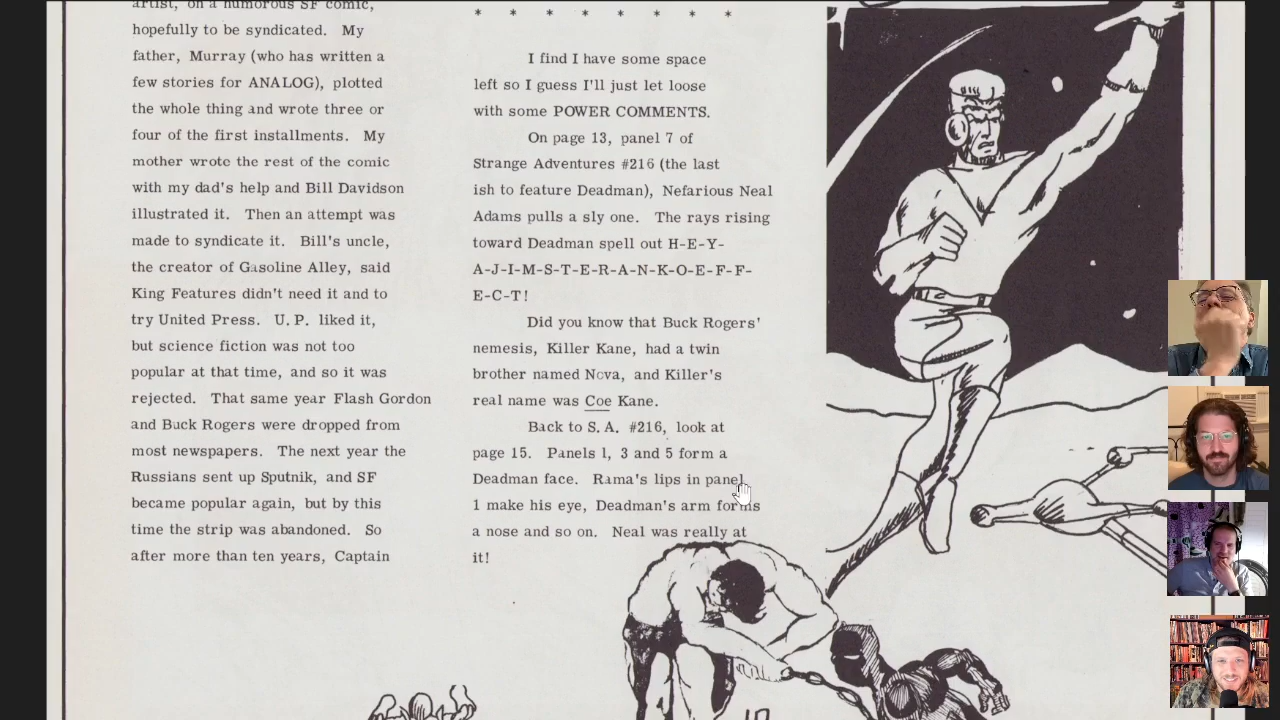 artist, on a humorous SF comic,
hopefully to be syndicated. My
father, Murray (who has written a
few stories for ANALOG), plotted
the whole thing and wrote three or
four of the first installments. My
mother wrote the rest of the comic
with my dad's help and Bill Davidson
illustrated it. Then an attempt was
made to syndicate it. Bill's uncle,
the creator of Gasoline Alley, said
King Features didn't need it and to
try United Press. U.P. liked it,
but science fiction was not too
popular at that time, and so it was
rejected. That same year Flash Gordon
and Buck Rogers were dropped from
most newspapers. The next year the
Russians sent up Sputnik, and SF
became popular again, but by this
time the strip was abandoned. So
after more than ten years, Captain
* * * * * * * *
I find I have some space
left so I guess I'll just let loose
with some POWER COMMENTS.
On page 13, panel 7 of
Strange Adventures #216 (the last
ish to feature Deadman), Nefarious Neal
Adams pulls a sly one. The rays rising
toward Deadman spell out H-E-Y-
A-J-I-M-S-T-E-R-A-N-K-O-E-F-F-
E-C-T!
Did you know that Buck Rogers'
nemesis, Killer Kane, had a twin
brother named Nova, and Killer's
real name was Coe Kane.
Back to S.A. #216, look at
page 15. Panels 1, 3 and 5 form a
Deadman face. Rama's lips in panel
1 make his eye, Deadman's arm forms
a nose and so on. Neal was really at
it!